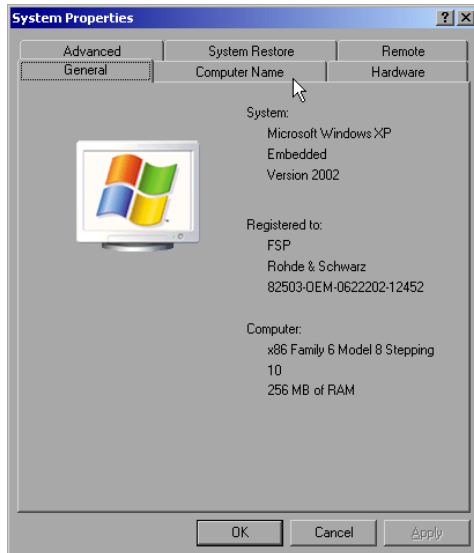 System Properties
Advanced System Restore Remote
General Computer Name Hardware
System:
Microsoft Windows XP
Embedded
Version 2002
Registered to:
FSP
Rohde & Schwarz
82503-OEM-0622202-12452
Computer:
x86 Family 6 Model 8 Stepping
10
256 MB of RAM
OK Cancel Apply